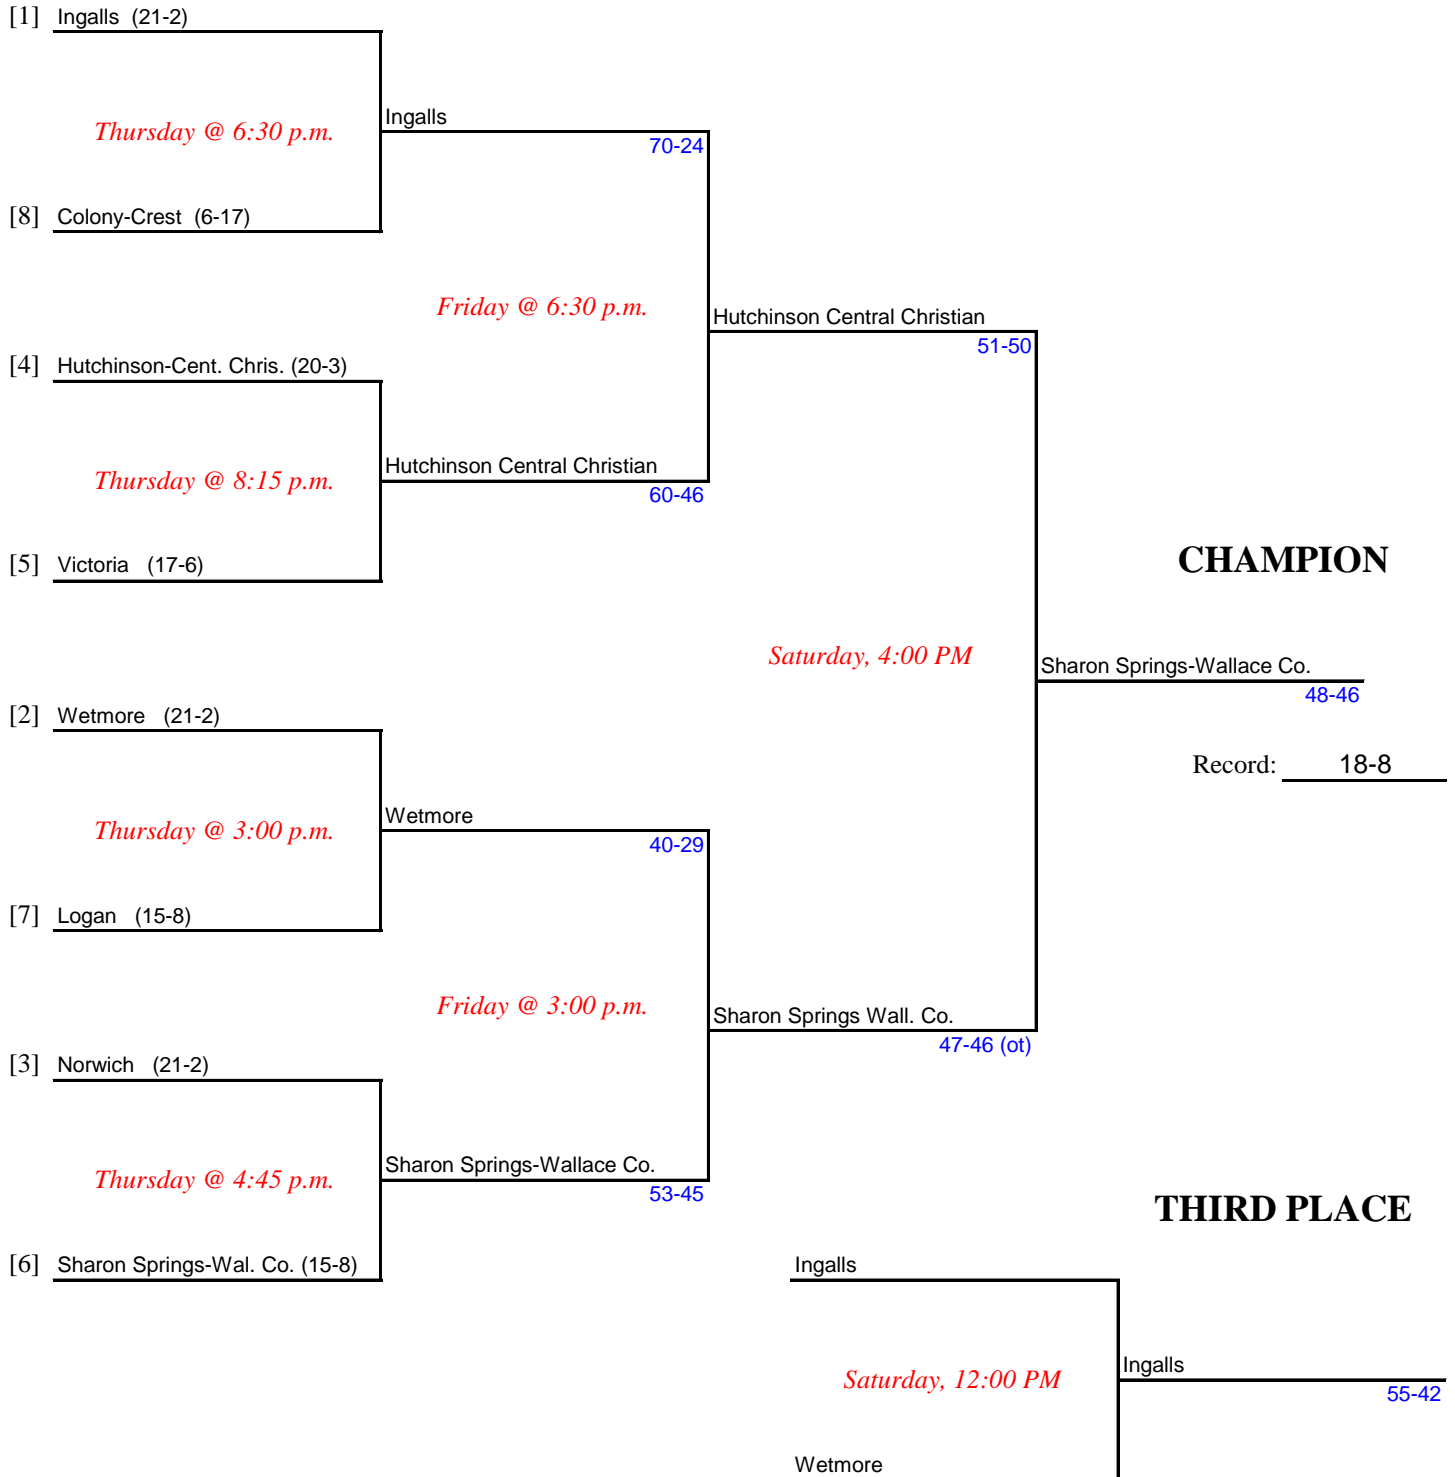 [1] Ingalls (21-2)
Ingalls
Thursday @ 6:30 p.m.
70-24
[8] Colony-Crest (6-17)
Friday @ 6:30 p.m.
Hutchinson Central Christian
51-50
[4] Hutchinson-Cent. Chris. (20-3)
Hutchinson Central Christian
Thursday @ 8:15 p.m.
60-46
[5] Victoria (17-6)
CHAMPION
Saturday, 4:00 PM
Sharon Springs-Wallace Co.
48-46
[2] Wetmore (21-2)
Record: 18-8
Wetmore
Thursday @ 3:00 p.m.
40-29
[7] Logan (15-8)
Friday @ 3:00 p.m.
Sharon Springs Wall. Co.
47-46 (ot)
[3] Norwich (21-2)
Sharon Springs-Wallace Co.
Thursday @ 4:45 p.m.
53-45
THIRD PLACE
[6] Sharon Springs-Wal. Co. (15-8)
Ingalls
Ingalls
Saturday, 12:00 PM
55-42
Wetmore